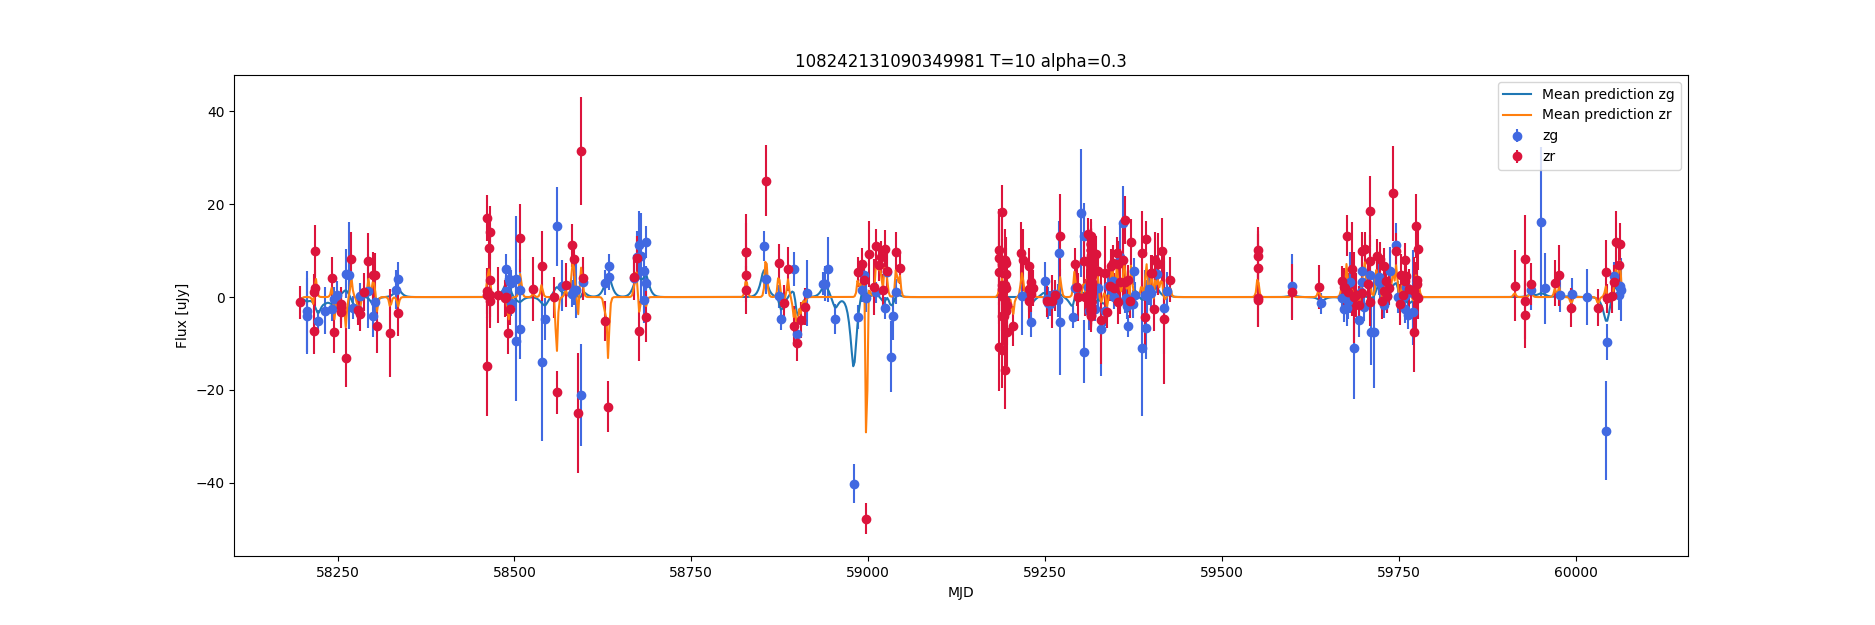 108242131090349981 T=10 alpha=0.3
Mean prediction zg
Mean prediction zr
zg
zr
Flux [uJy]
40
20
0
−20
−40
58250 58500 58750 59000 59250 59500 59750 60000
MJD